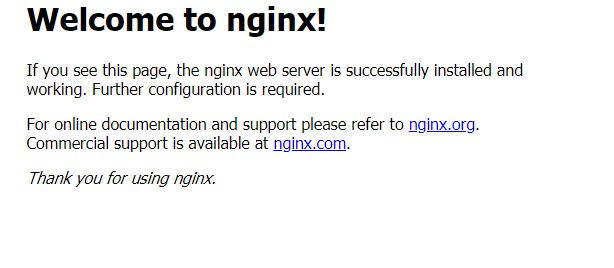 Welcome to nginx!
If you see this page, the nginx web server is successfully installed and
working. Further configuration is required.
For online documentation and support please refer to nginx.org.
Commercial support is available at nginx.com.
Thank you for using nginx.